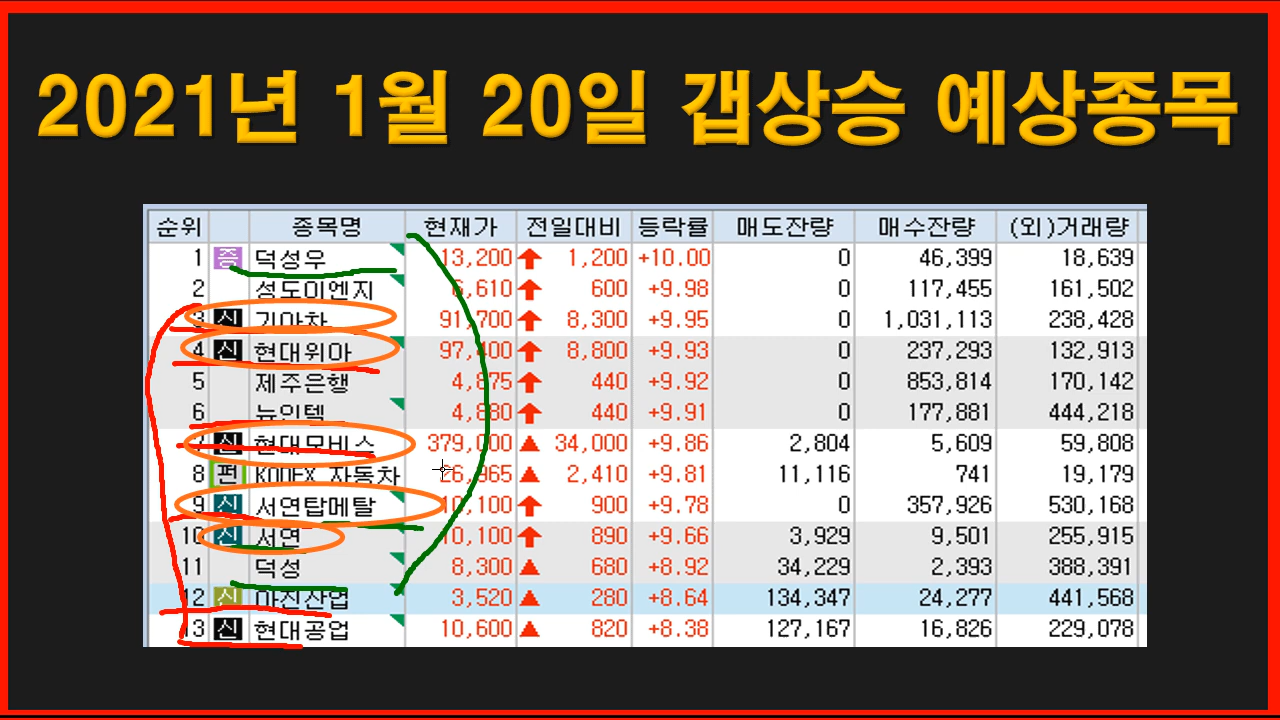 2021년 1월 20일 갭상승 예상종목
순위 종목명 현재가 전일대비 등락률 매도잔량 매수잔량 (외)거래량
1 증 덕성우 13,200 1,200 +10.00 0 46,399 18,639
2 성도이엔지 6,610 600 +9.98 0 117,455 161,502
3 신 기아차 91,700 8,300 +9.95 0 1,031,113 238,428
4 신 현대위아 97,400 8,800 +9.93 0 237,293 132,913
5 제주은행 4,875 440 +9.92 0 853,814 170,142
6 뉴인텍 4,880 440 +9.91 0 177,881 444,218
7 신 현대모비스 379,000 34,000 +9.86 2,804 5,609 59,808
8 펀 KODEX 자동차 26,965 2,410 +9.81 11,116 741 19,179
9 신 서연탑메탈 10,100 900 +9.78 0 357,926 530,168
10 신 서연 10,100 890 +9.66 3,929 9,501 255,915
11 덕성 8,300 680 +8.92 34,229 2,393 388,391
12 신 마진산업 3,520 280 +8.64 134,347 24,277 441,568
13 신 현대공업 10,600 820 +8.38 127,167 16,826 229,078